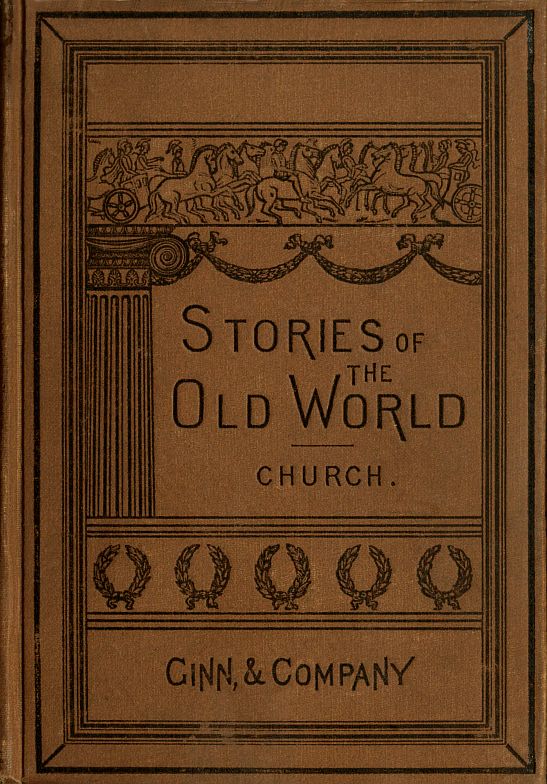 STORIES OF
THE
OLD WORLD
CHURCH.
GINN, & COMPANY